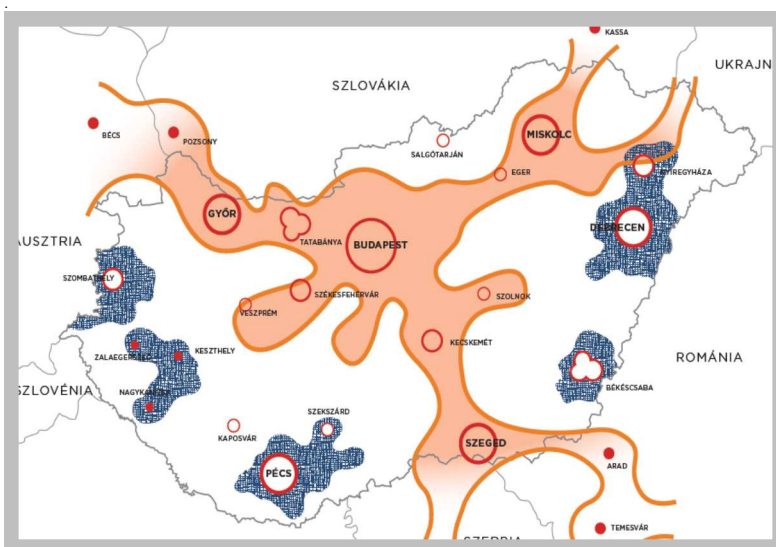 .
KASSA
UKRAJN
SZLOVÁKIA
BÉCS
POZSONY
MISKOLC
SALGÓTARJÁN
EGER
NYÍREGYHÁZA
GYŐR
DEBRECEN
TATABÁNYA
BUDAPEST
AUSZTRIA
SZOMBATHELY
SZÉKESFEHÉRVÁR
SZOLNOK
VESZPRÉM
KECSKEMÉT
ZALAEGERSZEG
KESZTHELY
ROMÁNIA
NAGYKANIZSA
BÉKÉSCSABA
SZLOVÉNIA
SZEKSZÁRD
KAPOSVÁR
SZEGED
ARAD
PÉCS
TEMESVÁR
SZERBIA